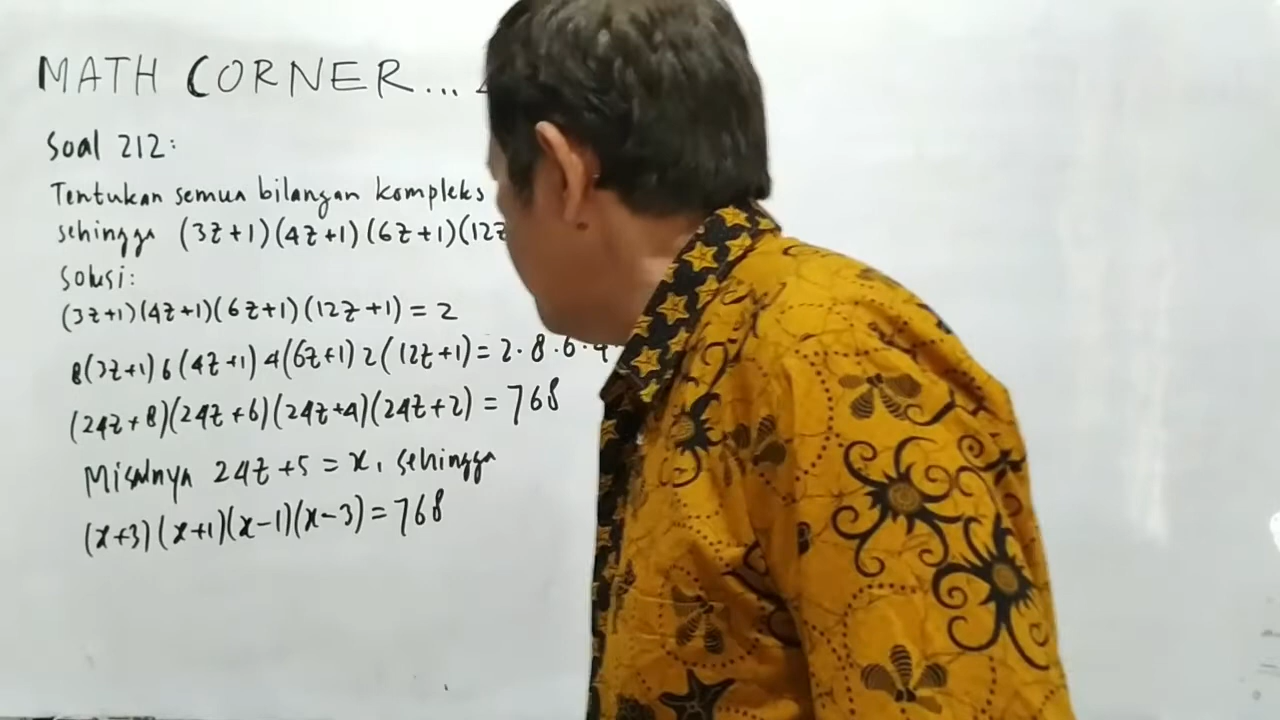 MATH CORNER...
Soal 212:
Tentukan semua bilangan kompleks
sehingga (3z+1)(4z+1)(6z+1)(12z
Solusi:
(3z+1)(4z+1)(6z+1)(12z+1) = 2
8(3z+1) 6(4z+1) 4(6z+1) 2(12z+1) = 2·8·6·4
(24z+8)(24z+6)(24z+4)(24z+2) = 768
Misalnya 24z+5 = x, sehingga
(x+3)(x+1)(x-1)(x-3) = 768